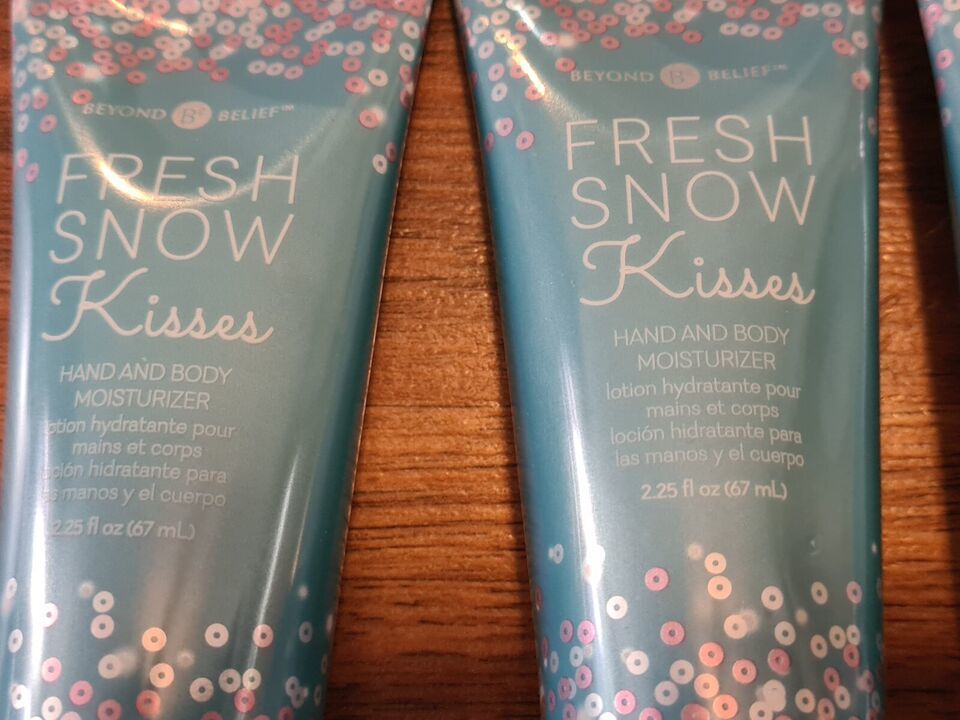 BEYOND B+ BELIEF™
FRESH
SNOW
Kisses
HAND AND BODY
MOISTURIZER
lotion hydratante pour
mains et corps
loción hidratante para
las manos y el cuerpo
2.25 fl oz (67 mL)
BEYOND B+ BELIEF™
FRESH
SNOW
Kisses
HAND AND BODY
MOISTURIZER
lotion hydratante pour
mains et corps
loción hidratante para
las manos y el cuerpo
2.25 fl oz (67 mL)